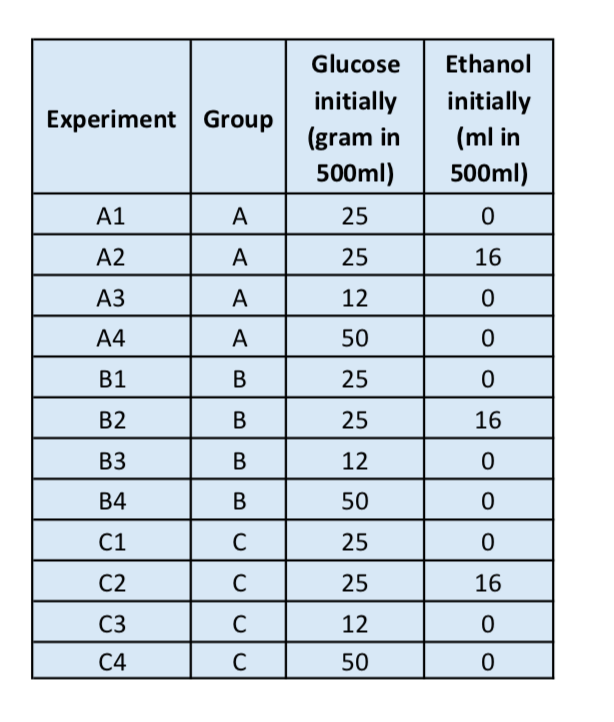 Experiment Group Glucose initially (gram in 500ml) Ethanol initially (ml in 500ml)
A1 A 25 0
A2 A 25 16
A3 A 12 0
A4 A 50 0
B1 B 25 0
B2 B 25 16
B3 B 12 0
B4 B 50 0
C1 C 25 0
C2 C 25 16
C3 C 12 0
C4 C 50 0